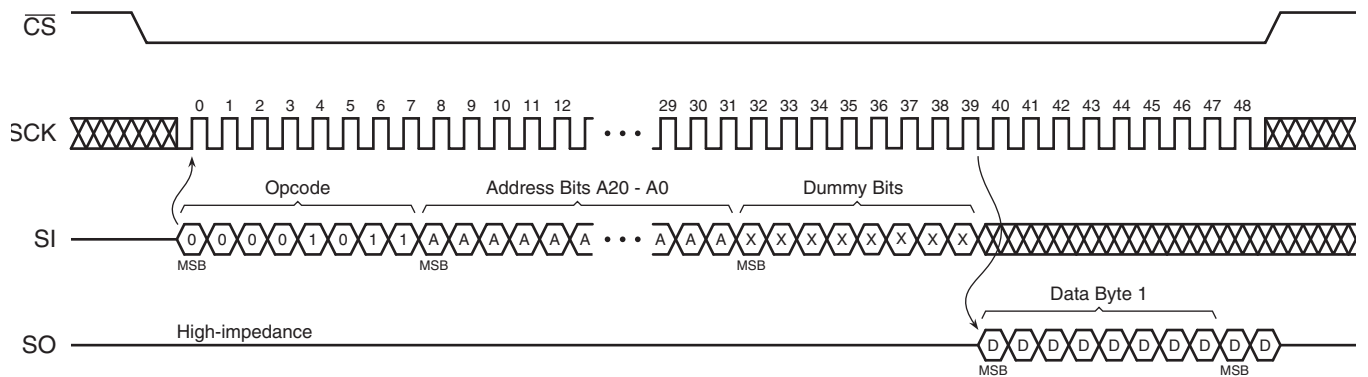 CS
0 1 2 3 4 5 6 7 8 9 10 11 12 29 30 31 32 33 34 35 36 37 38 39 40 41 42 43 44 45 46 47 48
SCK
Opcode Address Bits A20 - A0 Dummy Bits
SI 0 0 0 0 1 0 1 1 A A A A A A • • • A A A X X X X X X X X
MSB MSB MSB
Data Byte 1
High-impedance
SO D D D D D D D D D D
MSB MSB